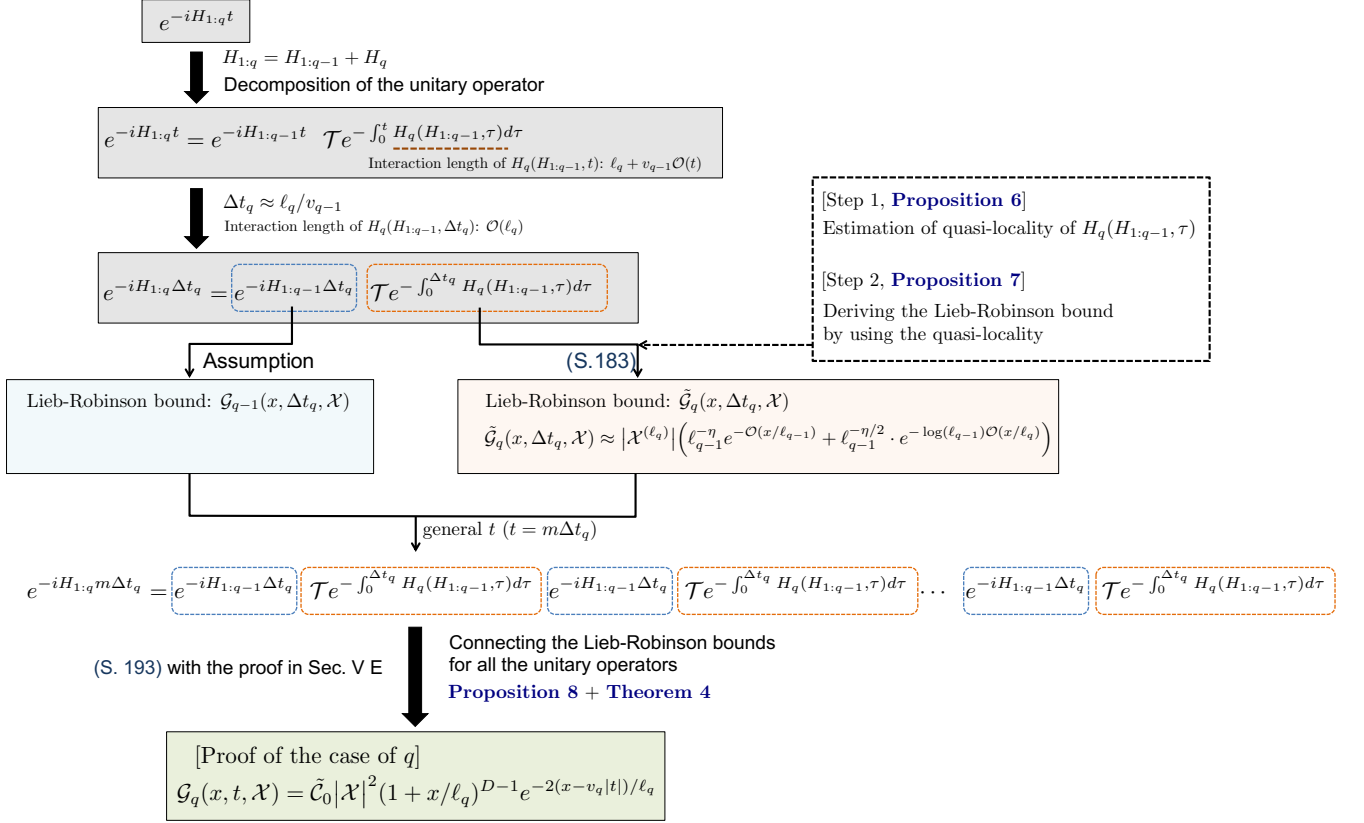 e^{-iH_{1:q}t}
H_{1:q} = H_{1:q-1} + H_q
Decomposition of the unitary operator
e^{-iH_{1:q}t} = e^{-iH_{1:q-1}t} 𝒯e^{-∫_0^t H_q(H_{1:q-1},τ)dτ}
Interaction length of H_q(H_{1:q-1}, t): ℓ_q + v_{q-1}𝒪(t)
Δt_q ≈ ℓ_q/v_{q-1}
Interaction length of H_q(H_{1:q-1}, Δt_q): 𝒪(ℓ_q)
e^{-iH_{1:q}Δt_q} = e^{-iH_{1:q-1}Δt_q} 𝒯e^{-∫_0^{Δt_q} H_q(H_{1:q-1},τ)dτ}
[Step 1, Proposition 6]
Estimation of quasi-locality of H_q(H_{1:q-1}, τ)
[Step 2, Proposition 7]
Deriving the Lieb-Robinson bound
by using the quasi-locality
Assumption
(S.183)
Lieb-Robinson bound: 𝒢_{q-1}(x, Δt_q, 𝒳)
Lieb-Robinson bound: 𝒢̃_q(x, Δt_q, 𝒳)
𝒢̃_q(x, Δt_q, 𝒳) ≈ |𝒳^{(ℓ_q)}| (ℓ_{q-1}^{-η} e^{-𝒪(x/ℓ_{q-1})} + ℓ_{q-1}^{-η/2} · e^{-log(ℓ_{q-1})𝒪(x/ℓ_q)})
general t (t = mΔt_q)
e^{-iH_{1:q}mΔt_q} = e^{-iH_{1:q-1}Δt_q} 𝒯e^{-∫_0^{Δt_q} H_q(H_{1:q-1},τ)dτ} e^{-iH_{1:q-1}Δt_q} 𝒯e^{-∫_0^{Δt_q} H_q(H_{1:q-1},τ)dτ} ⋯ e^{-iH_{1:q-1}Δt_q} 𝒯e^{-∫_0^{Δt_q} H_q(H_{1:q-1},τ)dτ}
(S. 193) with the proof in Sec. V E
Connecting the Lieb-Robinson bounds
for all the unitary operators
Proposition 8 + Theorem 4
[Proof of the case of q]
𝒢_q(x, t, 𝒳) = 𝒞̃_0|𝒳|^2(1 + x/ℓ_q)^{D-1}e^{-2(x-v_q|t|)/ℓ_q}